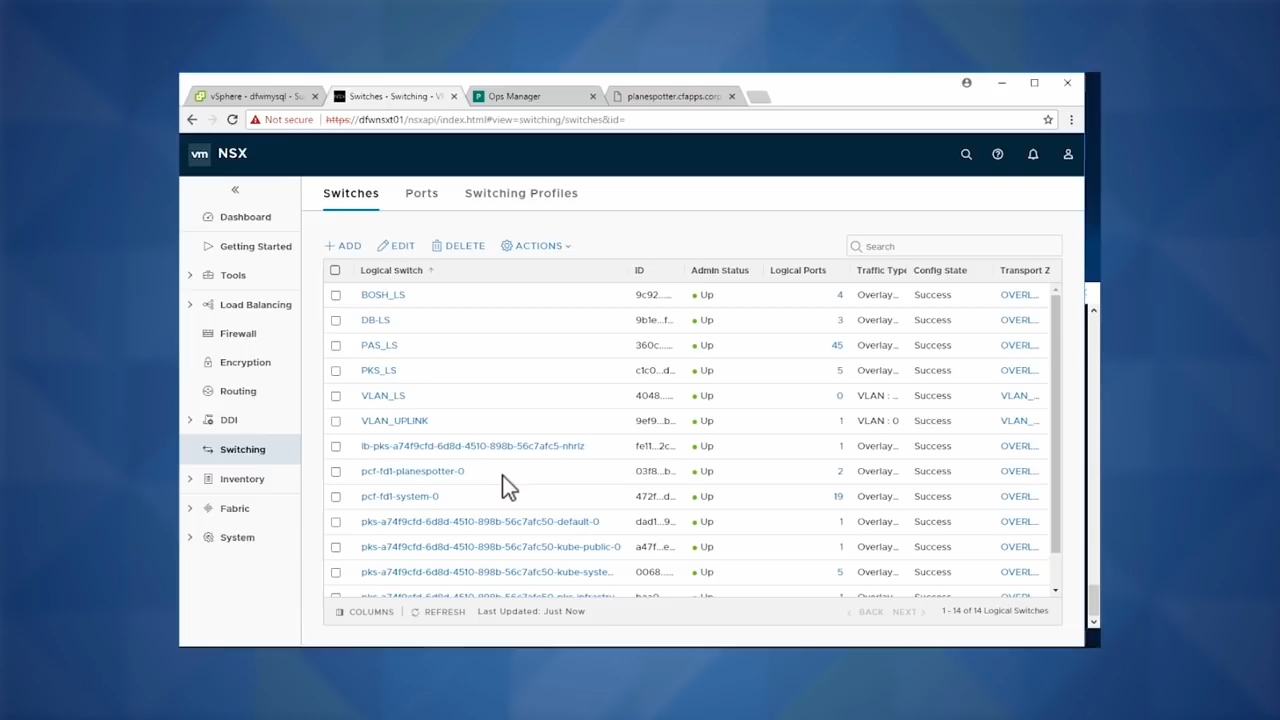 vSphere - dfwmysql - Su
Switches - Switching - V
Ops Manager
planespotter.cfapps.corp
Not secure https://dfwnsxt01/nsxapi/index.html#view=switching/switches&id=
vm NSX
Dashboard
Getting Started
Tools
Load Balancing
Firewall
Encryption
Routing
DDI
Switching
Inventory
Fabric
System
Switches Ports Switching Profiles
+ ADD EDIT DELETE ACTIONS
Search
Logical Switch ID Admin Status Logical Ports Traffic Type Config State Transport Z
BOSH_LS 9c92...... Up 4 Overlay... Success OVERL...
DB-LS 9b1e...f... Up 3 Overlay... Success OVERL...
PAS_LS 360c...... Up 45 Overlay... Success OVERL...
PKS_LS c1c0...d... Up 5 Overlay... Success OVERL...
VLAN_LS 4048...... Up 0 VLAN : ... Success VLAN_...
VLAN_UPLINK 9ef9...b... Up 1 VLAN : 0 Success VLAN_...
lb-pks-a74f9cfd-6d8d-4510-898b-56c7afc5-nhrlz fe11...2c... Up 1 Overlay... Success OVERL...
pcf-fd1-planespotter-0 03f8...b... Up 2 Overlay... Success OVERL...
pcf-fd1-system-0 472f...d... Up 19 Overlay... Success OVERL...
pks-a74f9cfd-6d8d-4510-898b-56c7afc50-default-0 dad1...9... Up 1 Overlay... Success OVERL...
pks-a74f9cfd-6d8d-4510-898b-56c7afc50-kube-public-0 a47f...e... Up 1 Overlay... Success OVERL...
pks-a74f9cfd-6d8d-4510-898b-56c7afc50-kube-syste... 0068...... Up 5 Overlay... Success OVERL...
COLUMNS REFRESH Last Updated: Just Now BACK NEXT 1 - 14 of 14 Logical Switches